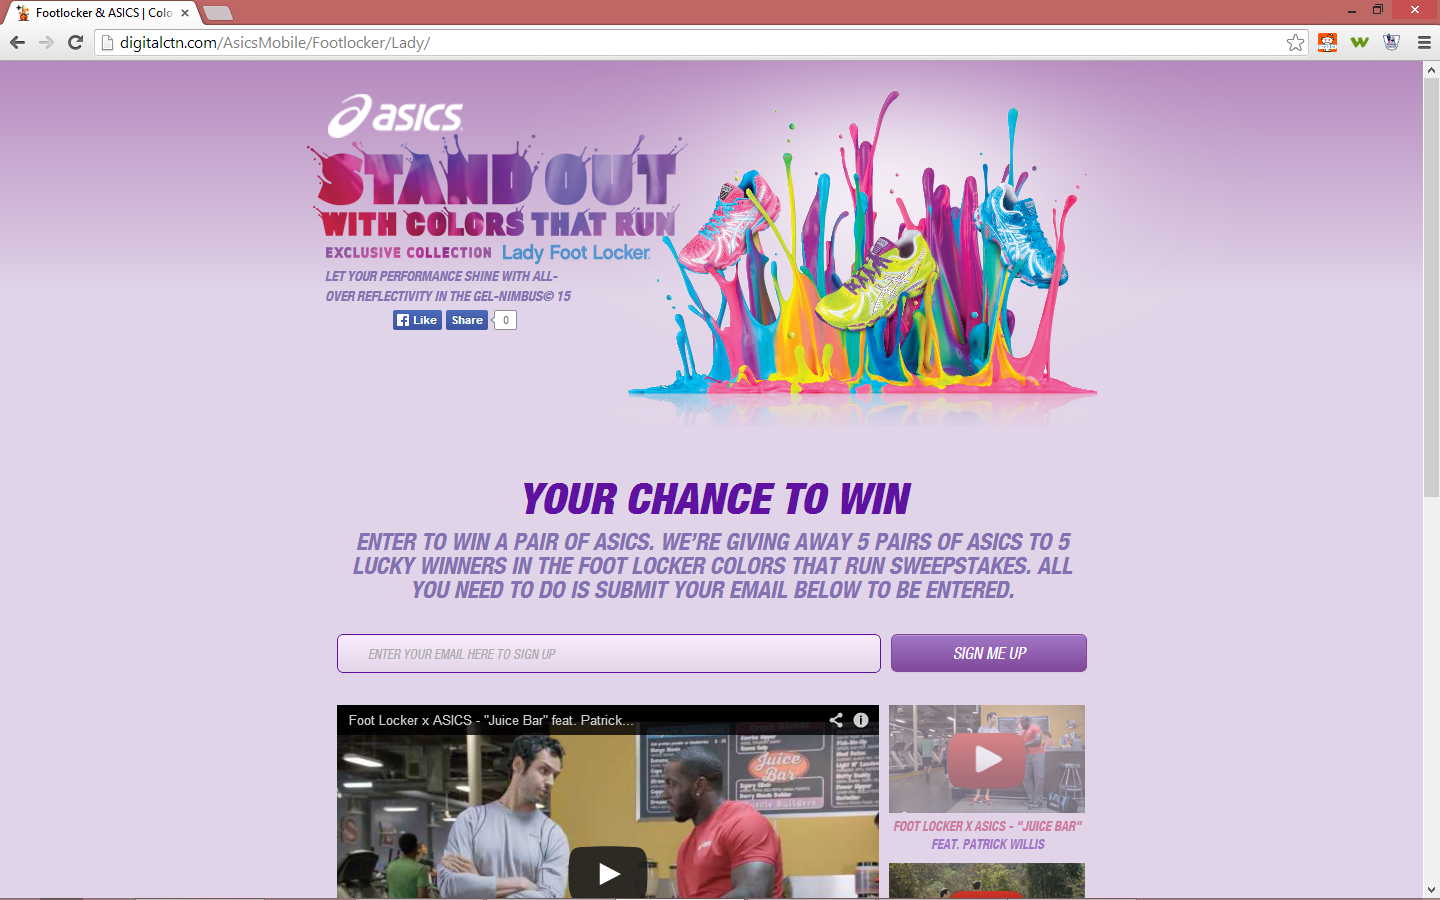 Footlocker & ASICS | Colo
digitalctn.com/AsicsMobile/Footlocker/Lady/
asics
STAND OUT
WITH COLORS THAT RUN
EXCLUSIVE COLLECTION Lady Foot Locker
LET YOUR PERFORMANCE SHINE WITH ALL-
OVER REFLECTIVITY IN THE GEL-NIMBUS© 15
Like Share 0
YOUR CHANCE TO WIN
ENTER TO WIN A PAIR OF ASICS. WE'RE GIVING AWAY 5 PAIRS OF ASICS TO 5
LUCKY WINNERS IN THE FOOT LOCKER COLORS THAT RUN SWEEPSTAKES. ALL
YOU NEED TO DO IS SUBMIT YOUR EMAIL BELOW TO BE ENTERED.
ENTER YOUR EMAIL HERE TO SIGN UP
SIGN ME UP
Foot Locker x ASICS - "Juice Bar" feat. Patrick...
Juice
Bar
FOOT LOCKER X ASICS - "JUICE BAR"
FEAT. PATRICK WILLIS